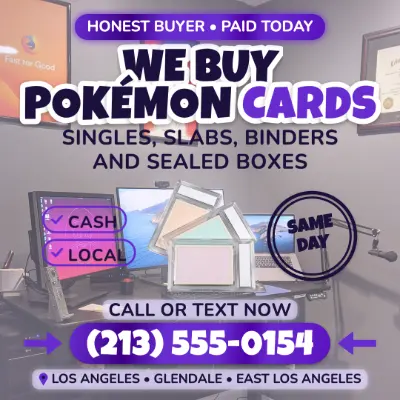 HONEST BUYER • PAID TODAY
WE BUY
POKÉMON CARDS
SINGLES, SLABS, BINDERS
AND SEALED BOXES
CASH
LOCAL
SAME
DAY
CALL OR TEXT NOW
(213) 555-0154
LOS ANGELES • GLENDALE • EAST LOS ANGELES